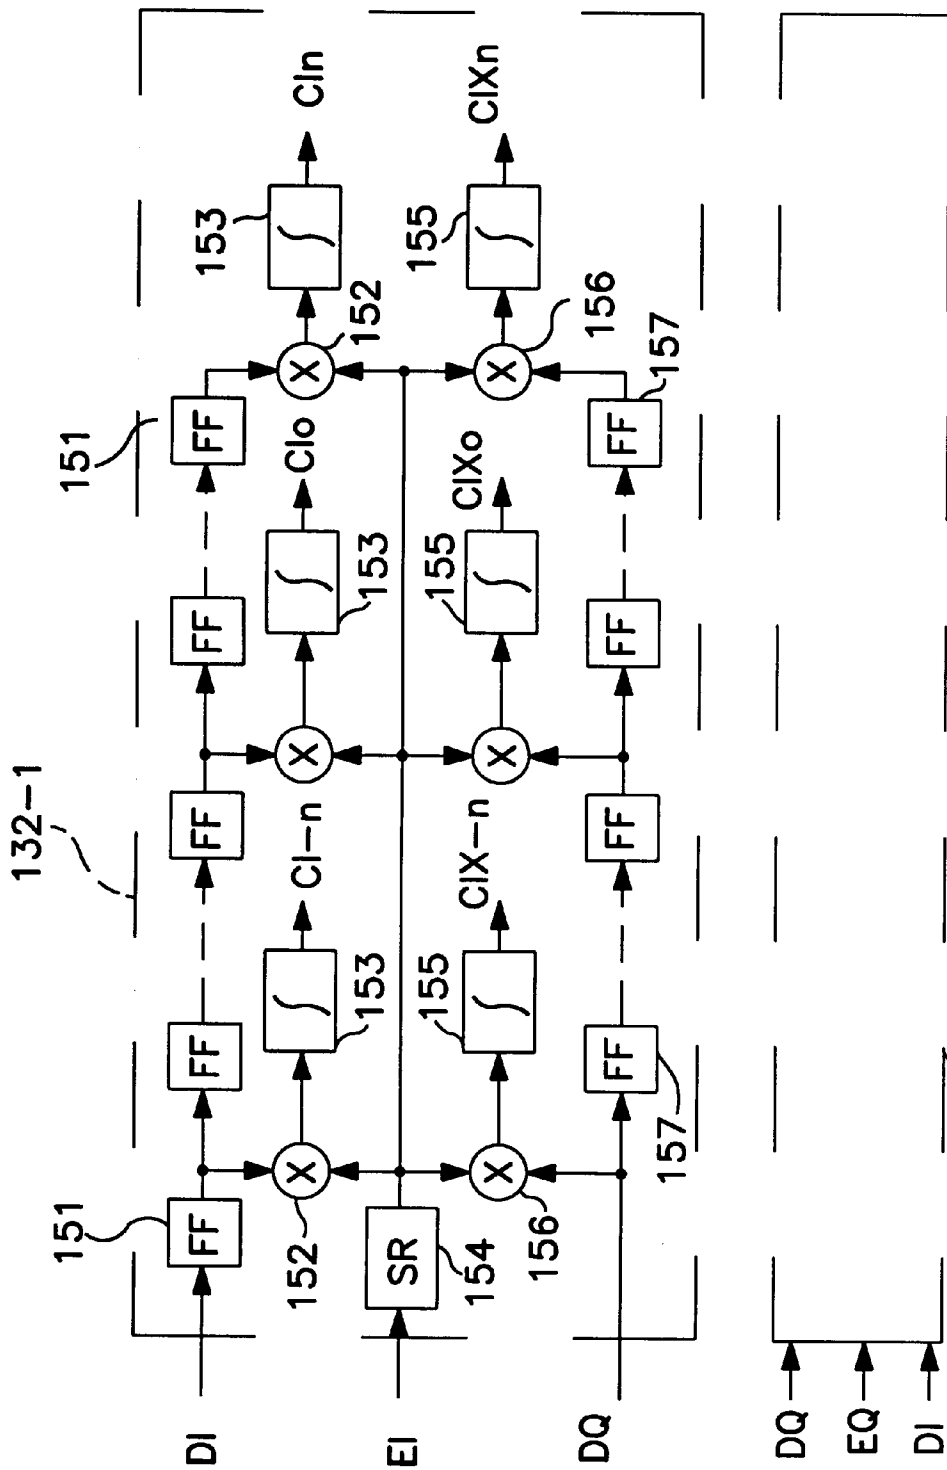 132-1
151
151
DI
FF
FF
FF
FF
FF
152
X
X
X
152
153
CI-n
153
CIo
153
CIn
EI
SR
154
156
X
X
X
156
155
CIX-n
155
CIXo
155
CIXn
DQ
FF
FF
FF
FF
157
157
DQ
EQ
DI